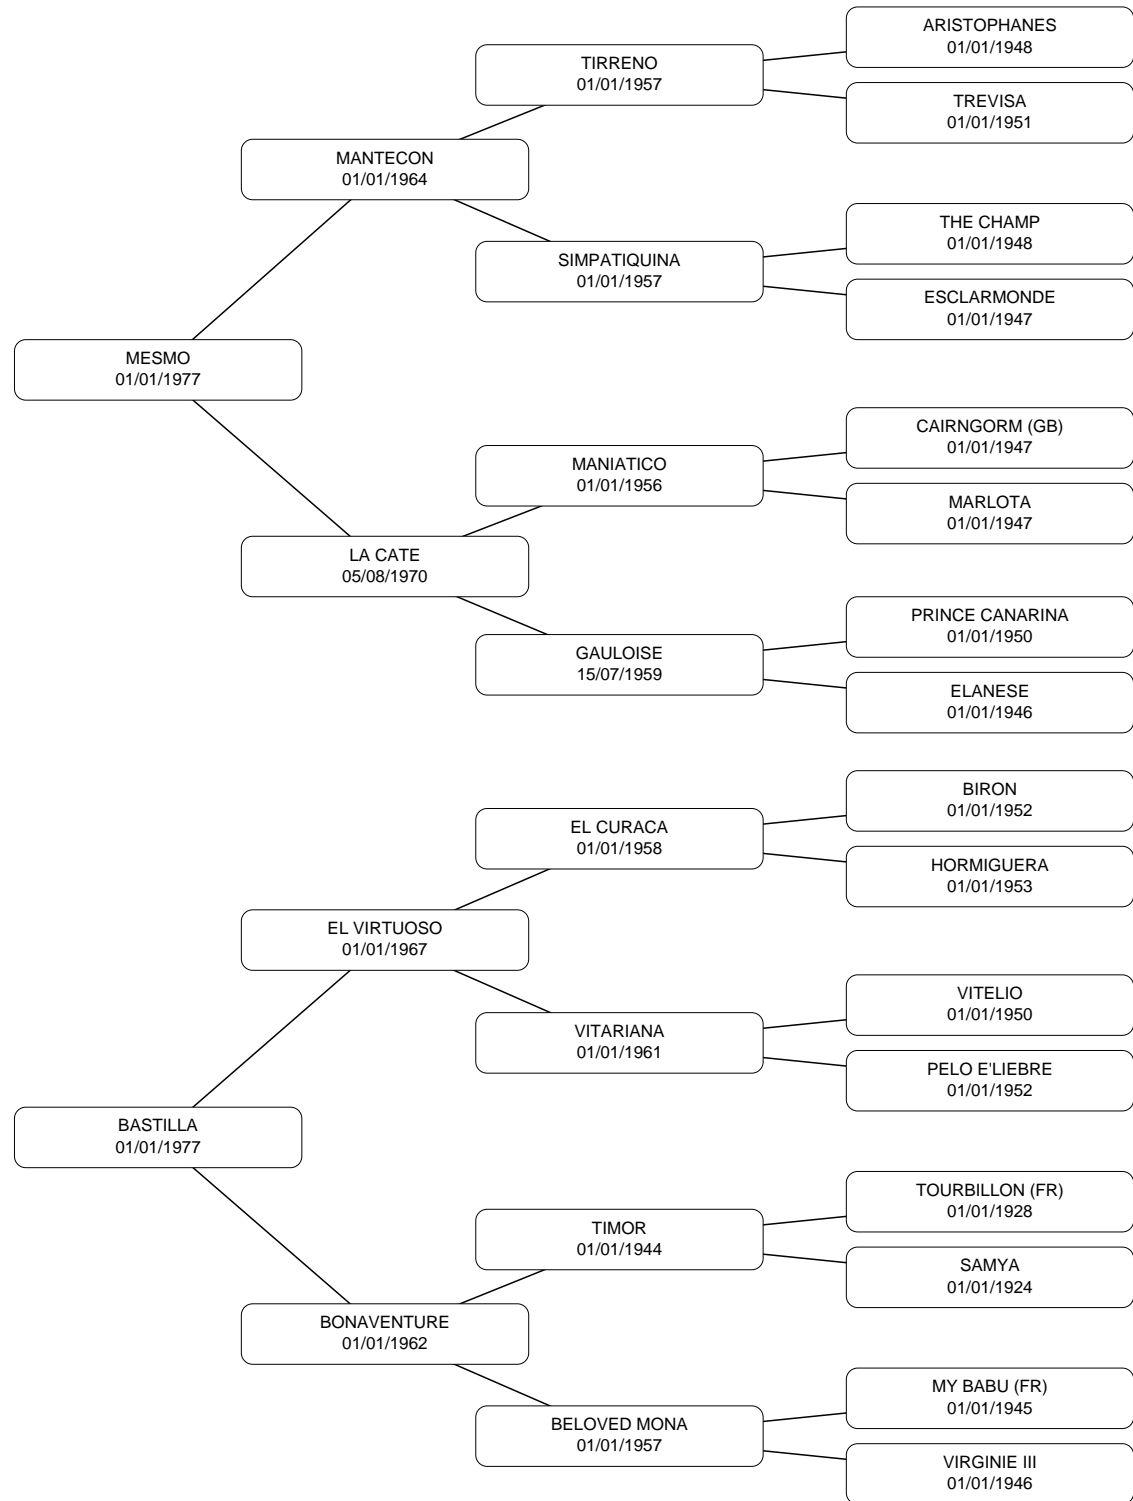 ARISTOPHANES
01/01/1948
TIRRENO
01/01/1957
TREVISA
01/01/1951
MANTECON
01/01/1964
THE CHAMP
01/01/1948
SIMPATIQUINA
01/01/1957
ESCLARMONDE
01/01/1947
MESMO
01/01/1977
CAIRNGORM (GB)
01/01/1947
MANIATICO
01/01/1956
MARLOTA
01/01/1947
LA CATE
05/08/1970
PRINCE CANARINA
01/01/1950
GAULOISE
15/07/1959
ELANESE
01/01/1946
BIRON
01/01/1952
EL CURACA
01/01/1958
HORMIGUERA
01/01/1953
EL VIRTUOSO
01/01/1967
VITELIO
01/01/1950
VITARIANA
01/01/1961
PELO E'LIEBRE
01/01/1952
BASTILLA
01/01/1977
TOURBILLON (FR)
01/01/1928
TIMOR
01/01/1944
SAMYA
01/01/1924
BONAVENTURE
01/01/1962
MY BABU (FR)
01/01/1945
BELOVED MONA
01/01/1957
VIRGINIE III
01/01/1946